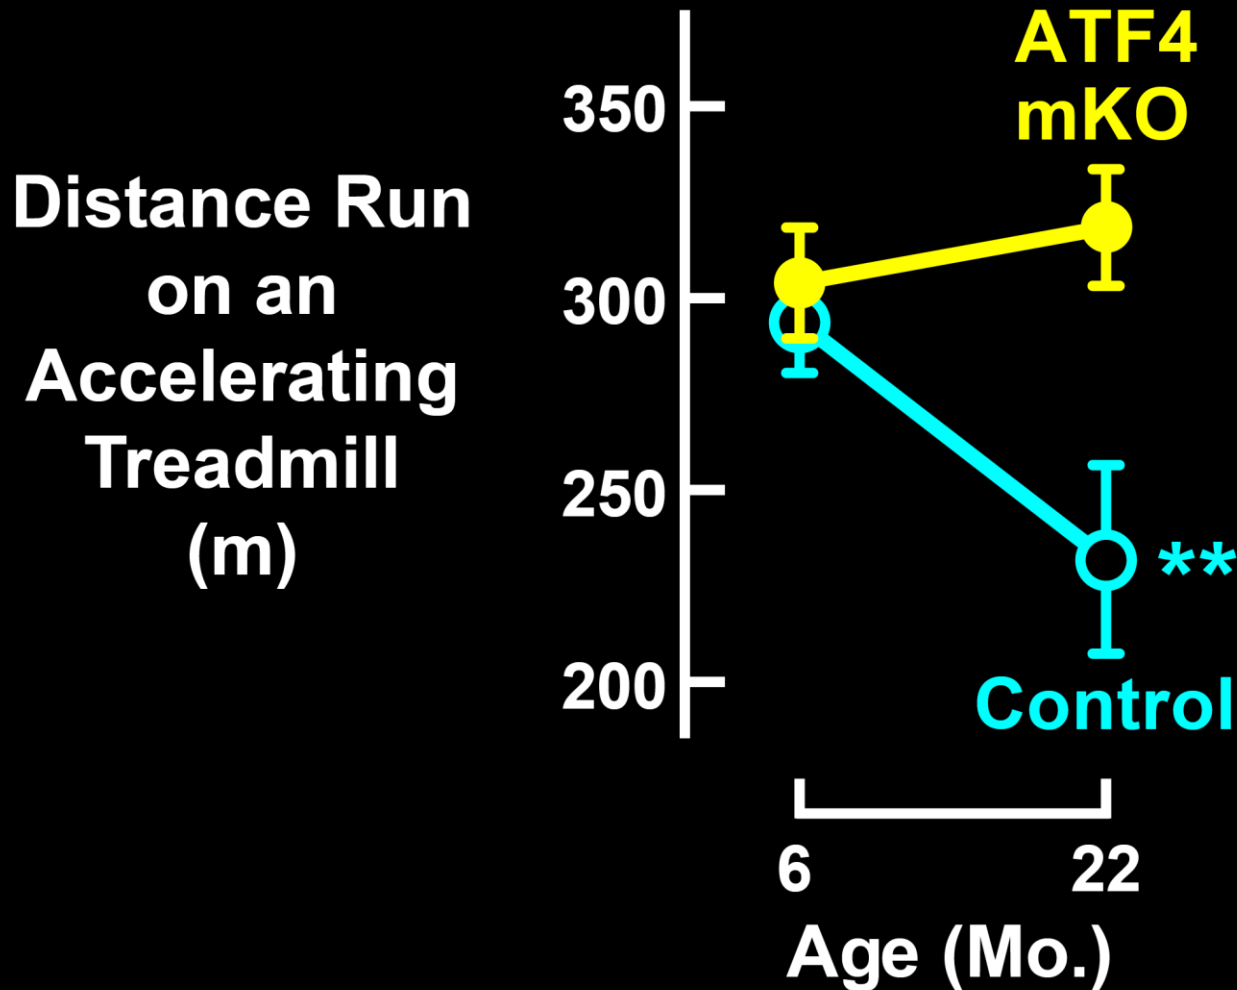 ATF4
mKO
350
300
250
200
Distance Run
on an
Accelerating
Treadmill
(m)
**
Control
6
22
Age (Mo.)